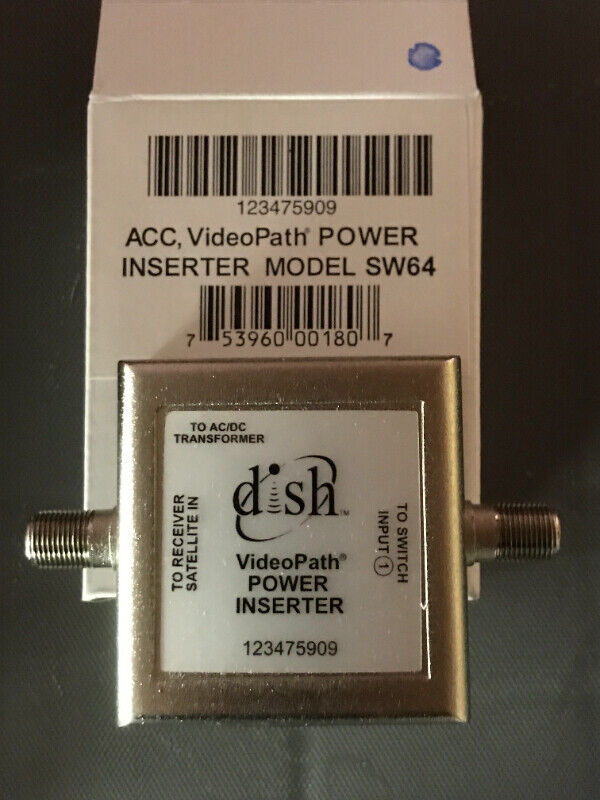 123475909
ACC, VideoPath® POWER
INSERTER MODEL SW64
7 53960 00180 7
TO AC/DC
TRANSFORMER
dish™
TO RECEIVER
SATELLITE IN
TO SWITCH
INPUT 1
VideoPath®
POWER
INSERTER
123475909